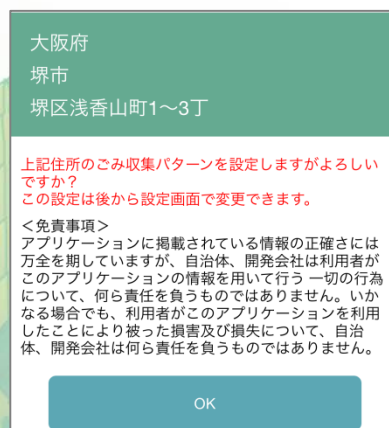 大阪府
堺市
堺区浅香山町1〜3丁
上記住所のごみ収集パターンを設定しますがよろしい
ですか？
この設定は後から設定画面で変更できます。
＜免責事項＞
アプリケーションに掲載されている情報の正確さには
万全を期していますが、自治体、開発会社は利用者が
このアプリケーションの情報を用いて行う 一切の行為
について、何ら責任を負うものではありません。いか
なる場合でも、利用者がこのアプリケーションを利用
したことにより被った損害及び損失について、自治
体、開発会社は何ら責任を負うものではありません。
OK